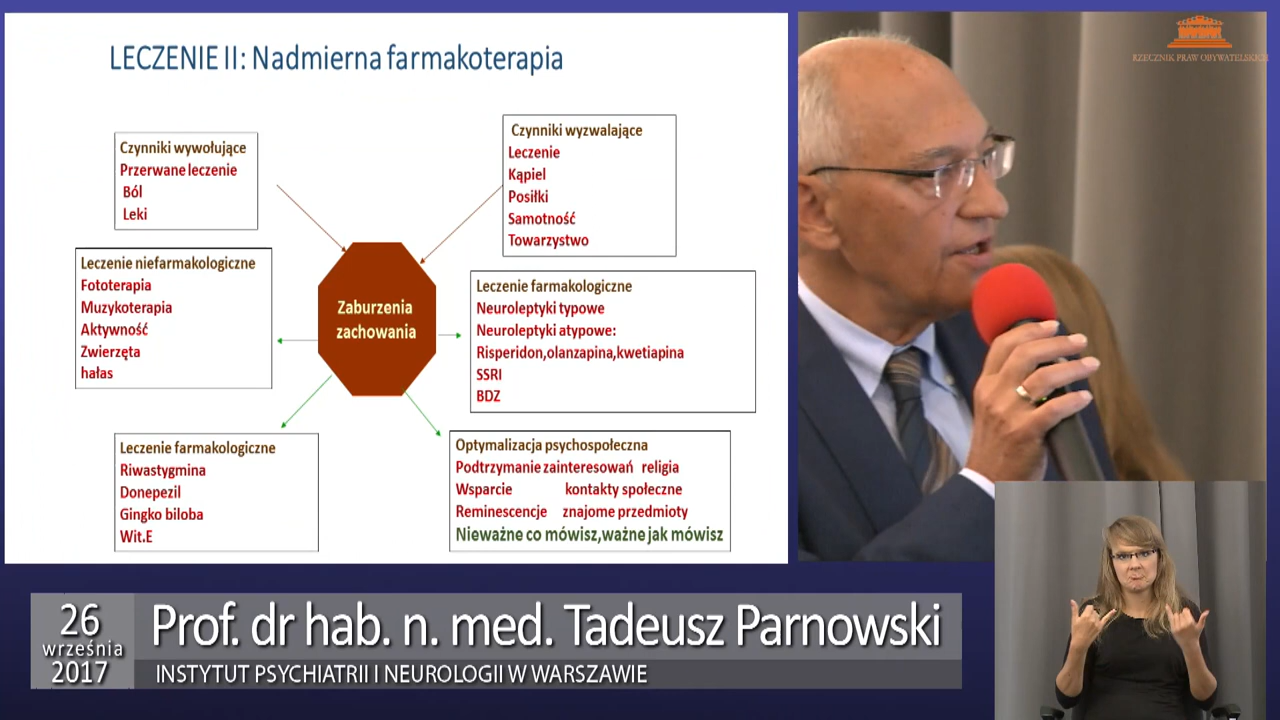 LECZENIE II: Nadmierna farmakoterapia
Czynniki wywołujące
Przerwane leczenie
Ból
Leki
Czynniki wyzwalające
Leczenie
Kąpiel
Posiłki
Samotność
Towarzystwo
Leczenie niefarmakologiczne
Fototerapia
Muzykoterapia
Aktywność
Zwierzęta
hałas
Zaburzenia
zachowania
Leczenie farmakologiczne
Neuroleptyki typowe
Neuroleptyki atypowe:
Risperidon,olanzapina,kwetiapina
SSRI
BDZ
Leczenie farmakologiczne
Riwastygmina
Donepezil
Gingko biloba
Wit.E
Optymalizacja psychospołeczna
Podtrzymanie zainteresowań religia
Wsparcie kontakty społeczne
Reminescencje znajome przedmioty
Nieważne co mówisz,ważne jak mówisz
RZECZNIK PRAW OBYWATELSKICH
26
września
2017
Prof. dr hab. n. med. Tadeusz Parnowski
INSTYTUT PSYCHIATRII I NEUROLOGII W WARSZAWIE